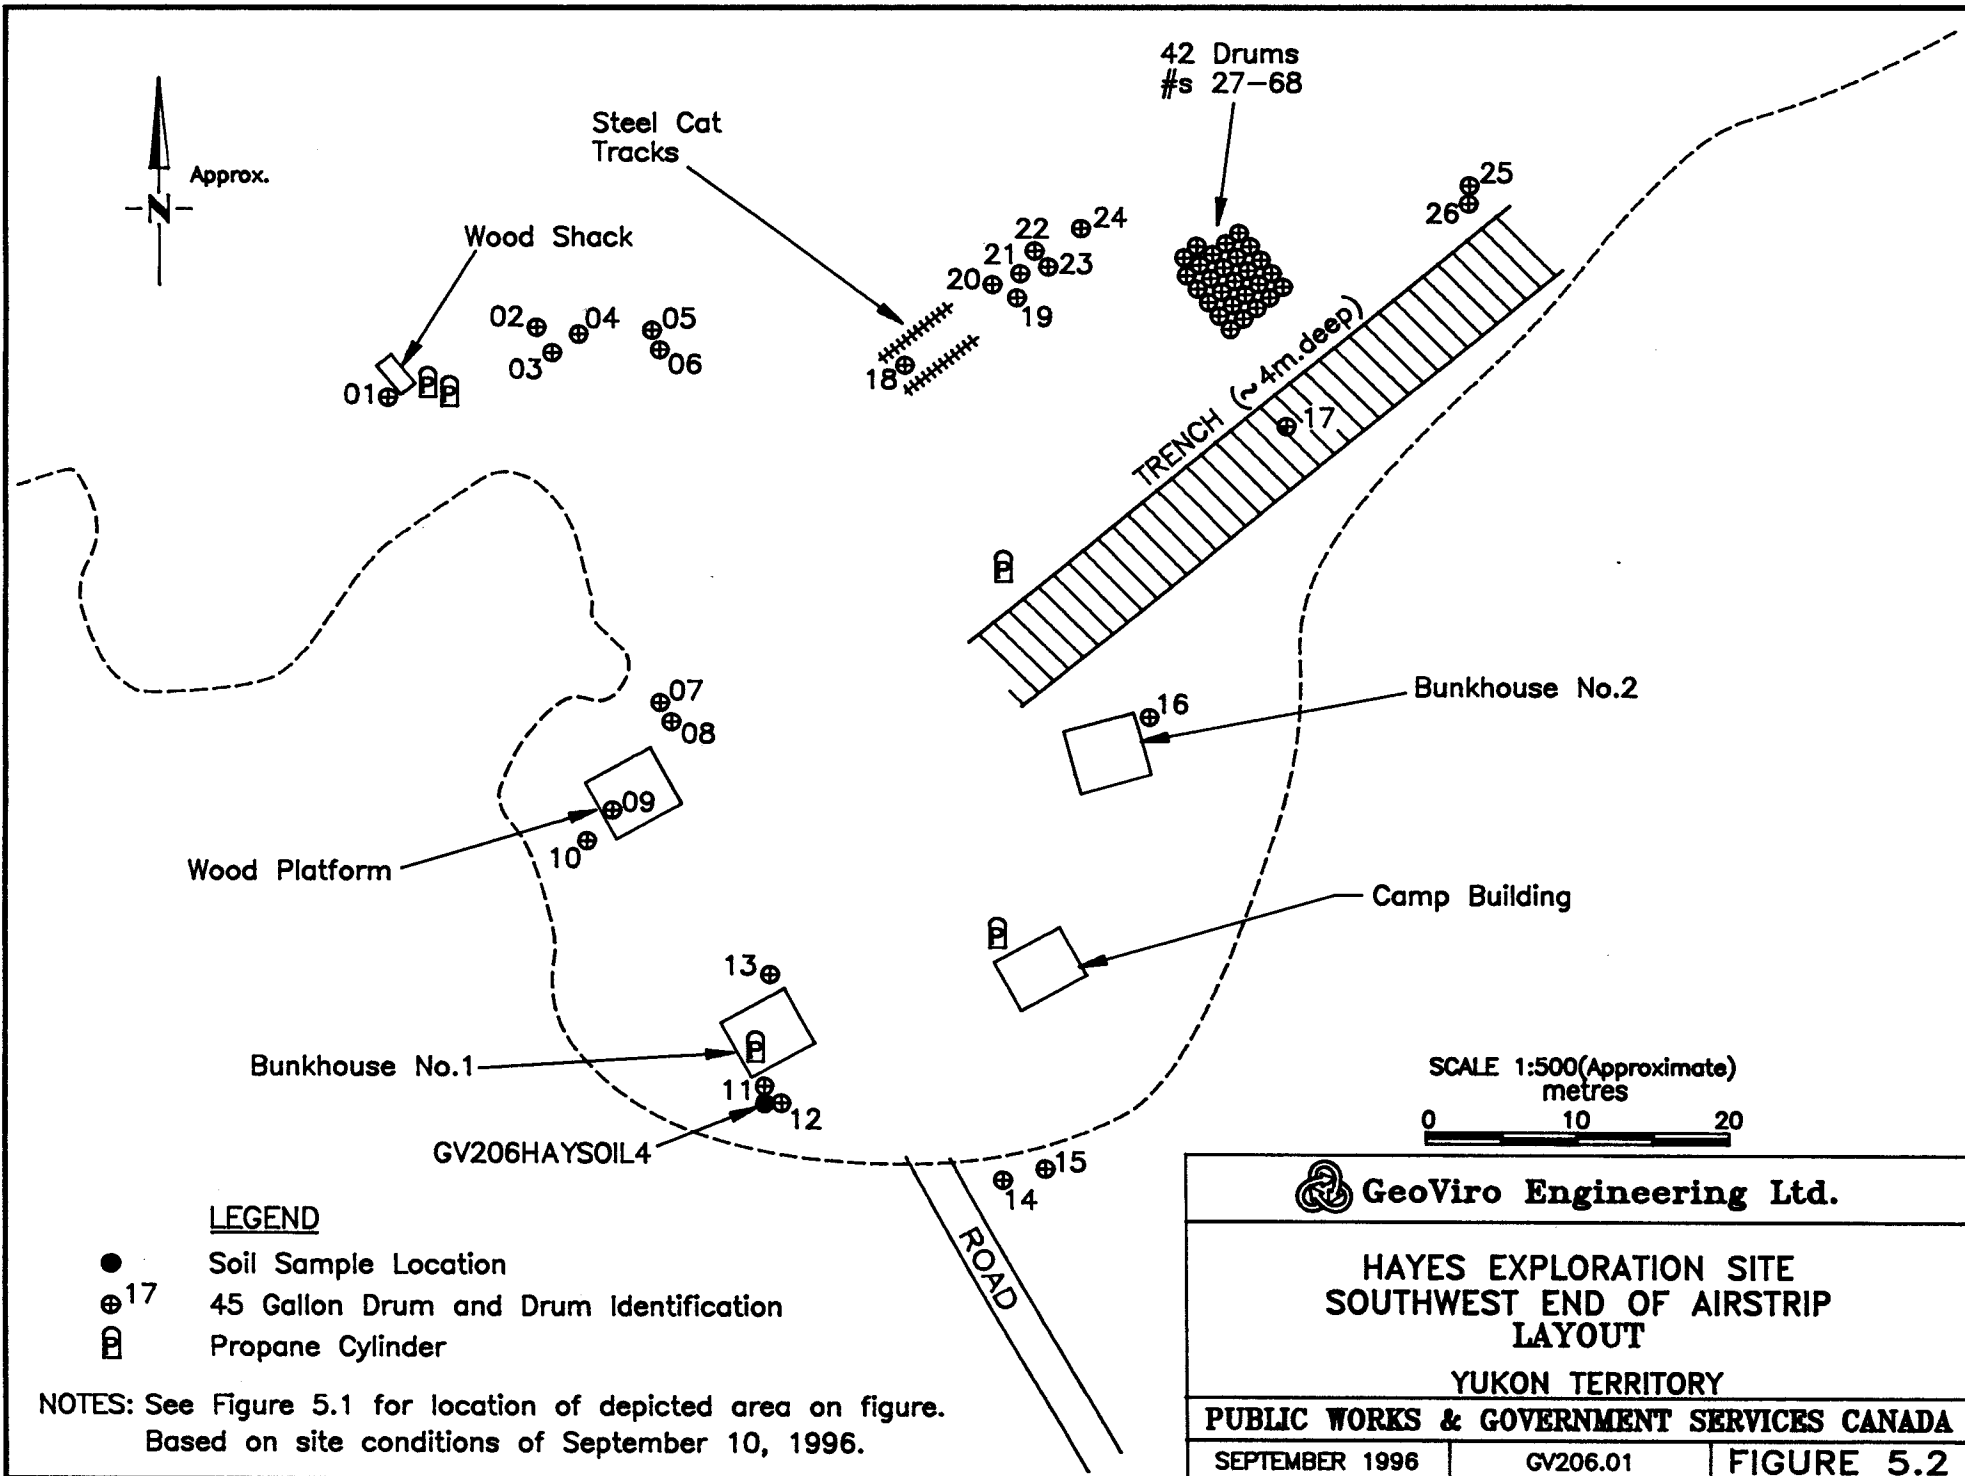 42 Drums
#s 27-68
Steel Cat
Tracks
Approx.
N
Wood Shack
25
26
24
22
21
23
20
19
18
02
04
05
03
06
01
P
P
TRENCH (~4m.deep)
17
P
07
08
16
Bunkhouse No.2
09
10
Wood Platform
Camp Building
P
13
P
Bunkhouse No.1
11
12
GV206HAYSOIL4
15
14
ROAD
SCALE 1:500(Approximate)
metres
0 10 20
LEGEND
Soil Sample Location
17 45 Gallon Drum and Drum Identification
P Propane Cylinder
NOTES: See Figure 5.1 for location of depicted area on figure.
Based on site conditions of September 10, 1996.
GeoViro Engineering Ltd.
HAYES EXPLORATION SITE
SOUTHWEST END OF AIRSTRIP
LAYOUT
YUKON TERRITORY
PUBLIC WORKS & GOVERNMENT SERVICES CANADA
SEPTEMBER 1996 GV206.01 FIGURE 5.2